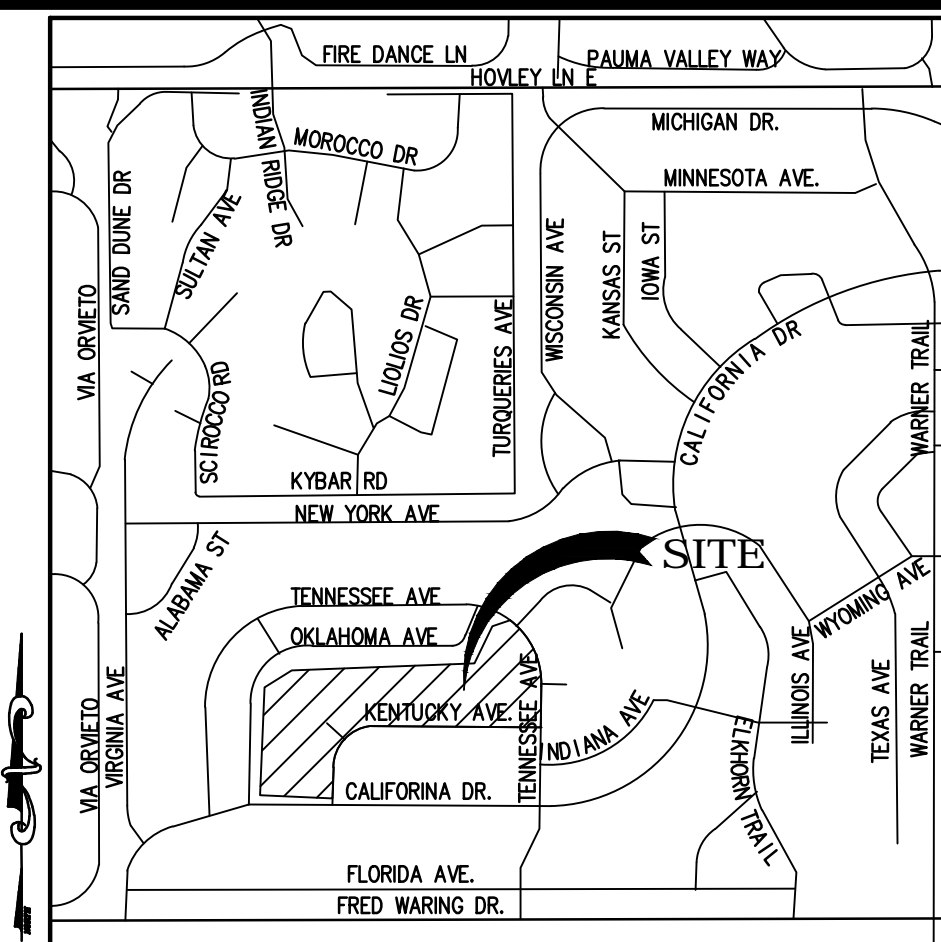 FIRE DANCE LN
PAUMA VALLEY WAY
HOVLEY LN E
INDIAN RIDGE DR
MOROCCO DR
MICHIGAN DR.
MINNESOTA AVE.
SAND DUNE DR
SULTAN AVE
WISCONSIN AVE
KANSAS ST
IOWA ST
VIA ORVIETO
LIOLIOS DR
TURQUERIES AVE
CALIFORNIA DR
WARNER TRAIL
SCIROCCO RD
KYBAR RD
NEW YORK AVE
ALABAMA ST
SITE
TENNESSEE AVE
OKLAHOMA AVE
WYOMING AVE
VIA ORVIETO
VIRGINIA AVE
KENTUCKY AVE.
TENNESSEE AVE
INDIANA AVE
ILLINOIS AVE
TEXAS AVE
WARNER TRAIL
ELKHORN TRAIL
CALIFORINA DR.
FLORIDA AVE.
FRED WARING DR.